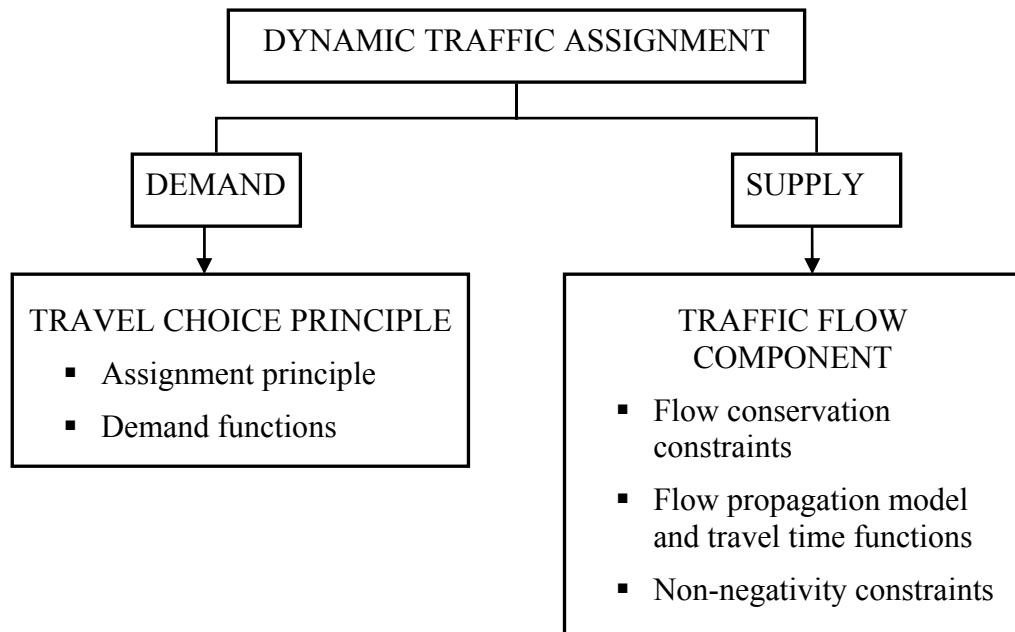 DYNAMIC TRAFFIC ASSIGNMENT
DEMAND
SUPPLY
TRAVEL CHOICE PRINCIPLE
▪ Assignment principle
▪ Demand functions
TRAFFIC FLOW
COMPONENT
▪ Flow conservation
constraints
▪ Flow propagation model
and travel time functions
▪ Non-negativity constraints